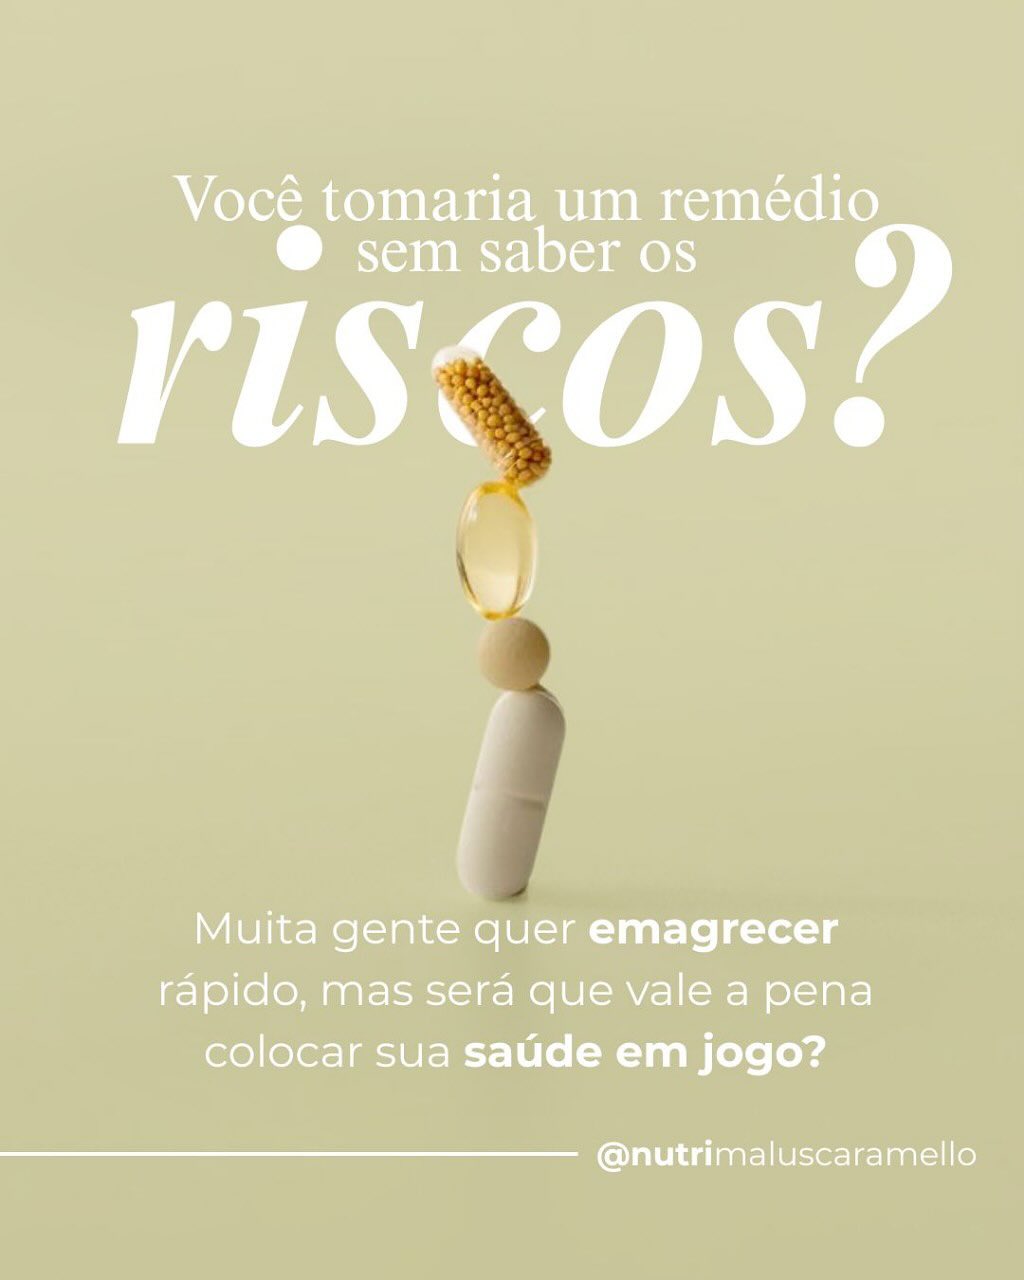 Você tomaria um remédio
sem saber os
riscos?
Muita gente quer emagrecer
rápido, mas será que vale a pena
colocar sua saúde em jogo?
@nutrimaluscaramello